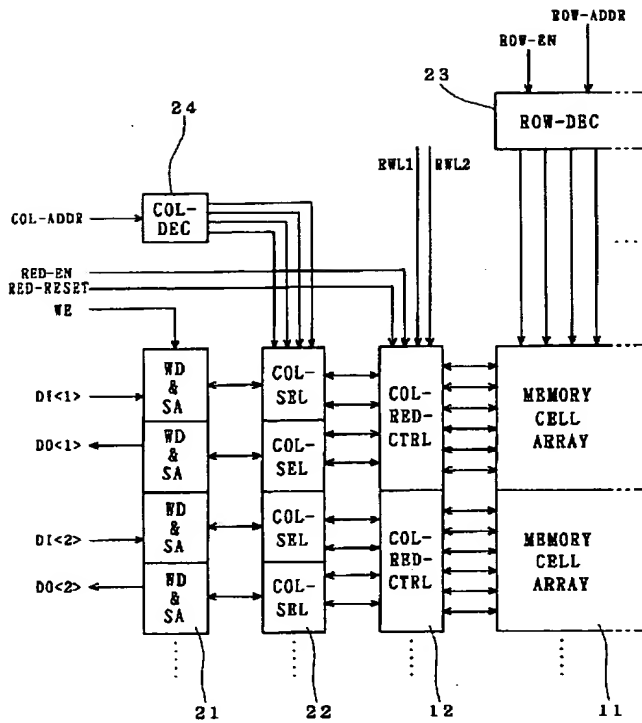 ROW-ADDR
ROW-EN
23
ROW-DEC
24
RWL1
RWL2
COL-ADDR
COL-
DEC
RED-EN
RED-RESET
WE
DI<1>
WD
&
SA
COL-
SEL
COL-
RED-
CTRL
MEMORY
CELL
ARRAY
DO<1>
WD
&
SA
COL-
SEL
DI<2>
WD
&
SA
COL-
SEL
COL-
RED-
CTRL
MEMORY
CELL
ARRAY
DO<2>
WD
&
SA
COL-
SEL
21
22
12
11